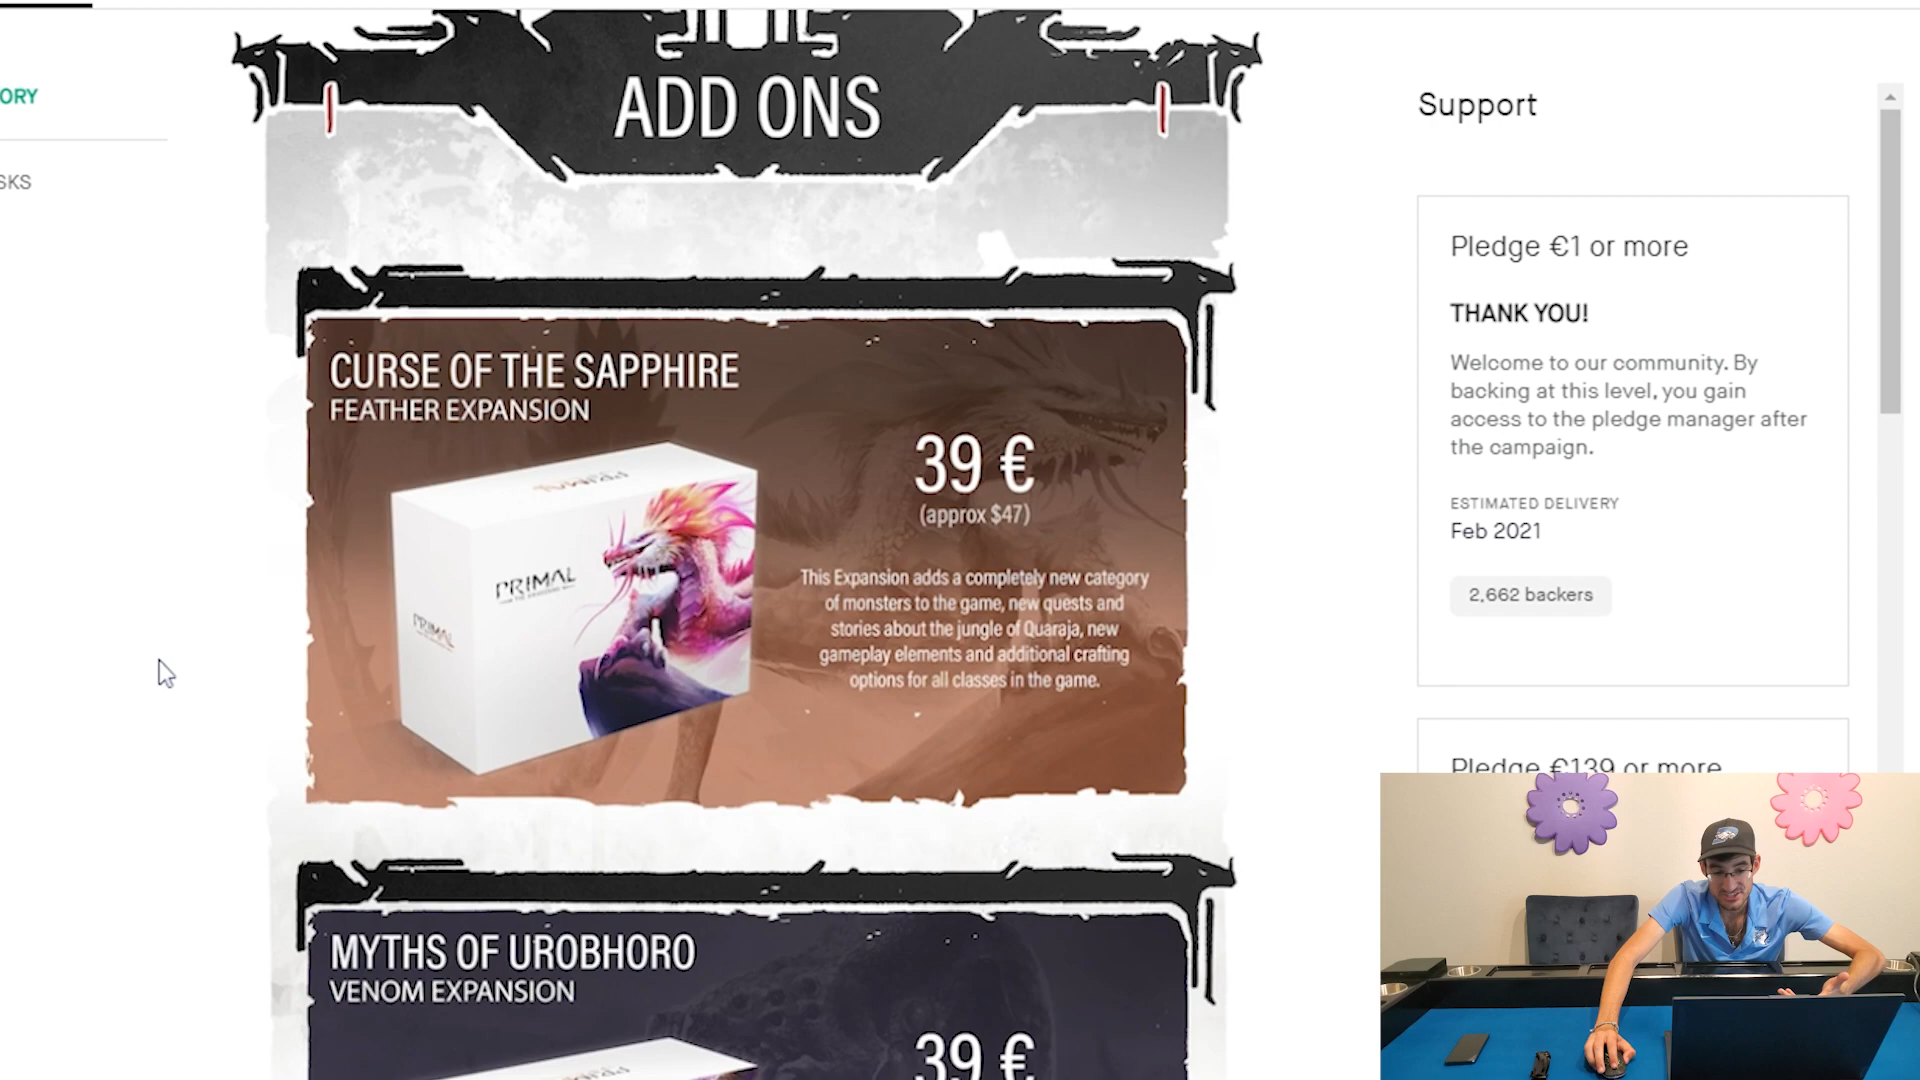 ORY
SKS
ADD ONS
CURSE OF THE SAPPHIRE
FEATHER EXPANSION
39 €
(approx $47)
This Expansion adds a completely new category
of monsters to the game, new quests and
stories about the jungle of Quaraja, new
gameplay elements and additional crafting
options for all classes in the game.
PRIMAL
PRIMAL
PRIMAL
MYTHS OF UROBHORO
VENOM EXPANSION
39 €
Support
Pledge €1 or more
THANK YOU!
Welcome to our community. By
backing at this level, you gain
access to the pledge manager after
the campaign.
ESTIMATED DELIVERY
Feb 2021
2,662 backers
Pledge €139 or more